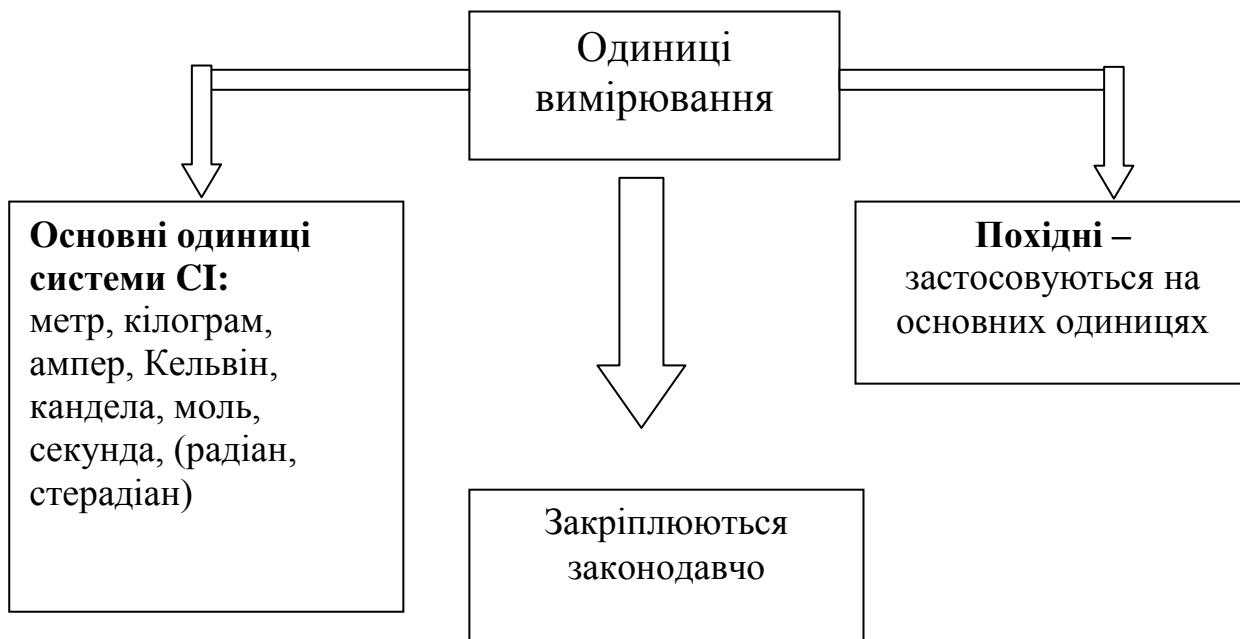 Одиниці
вимірювання
Основні одиниці
системи СІ:
метр, кілограм,
ампер, Кельвін,
кандела, моль,
секунда, (радіан,
стерадіан)
Похідні –
застосовуються на
основних одиницях
Закріплюються
законодавчо